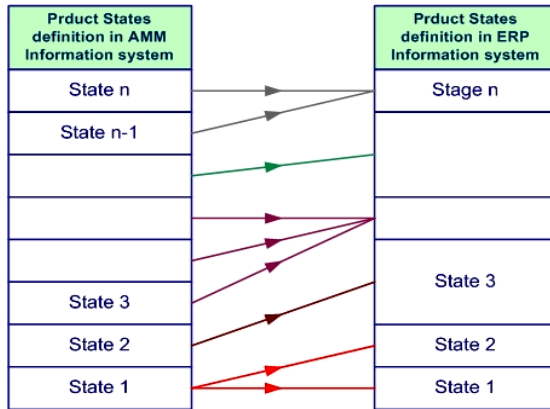 Prduct States
definition in AMM
Information system
State n
State n-1
State 3
State 2
State 1
Prduct States
definition in ERP
Information system
Stage n
State 3
State 2
State 1